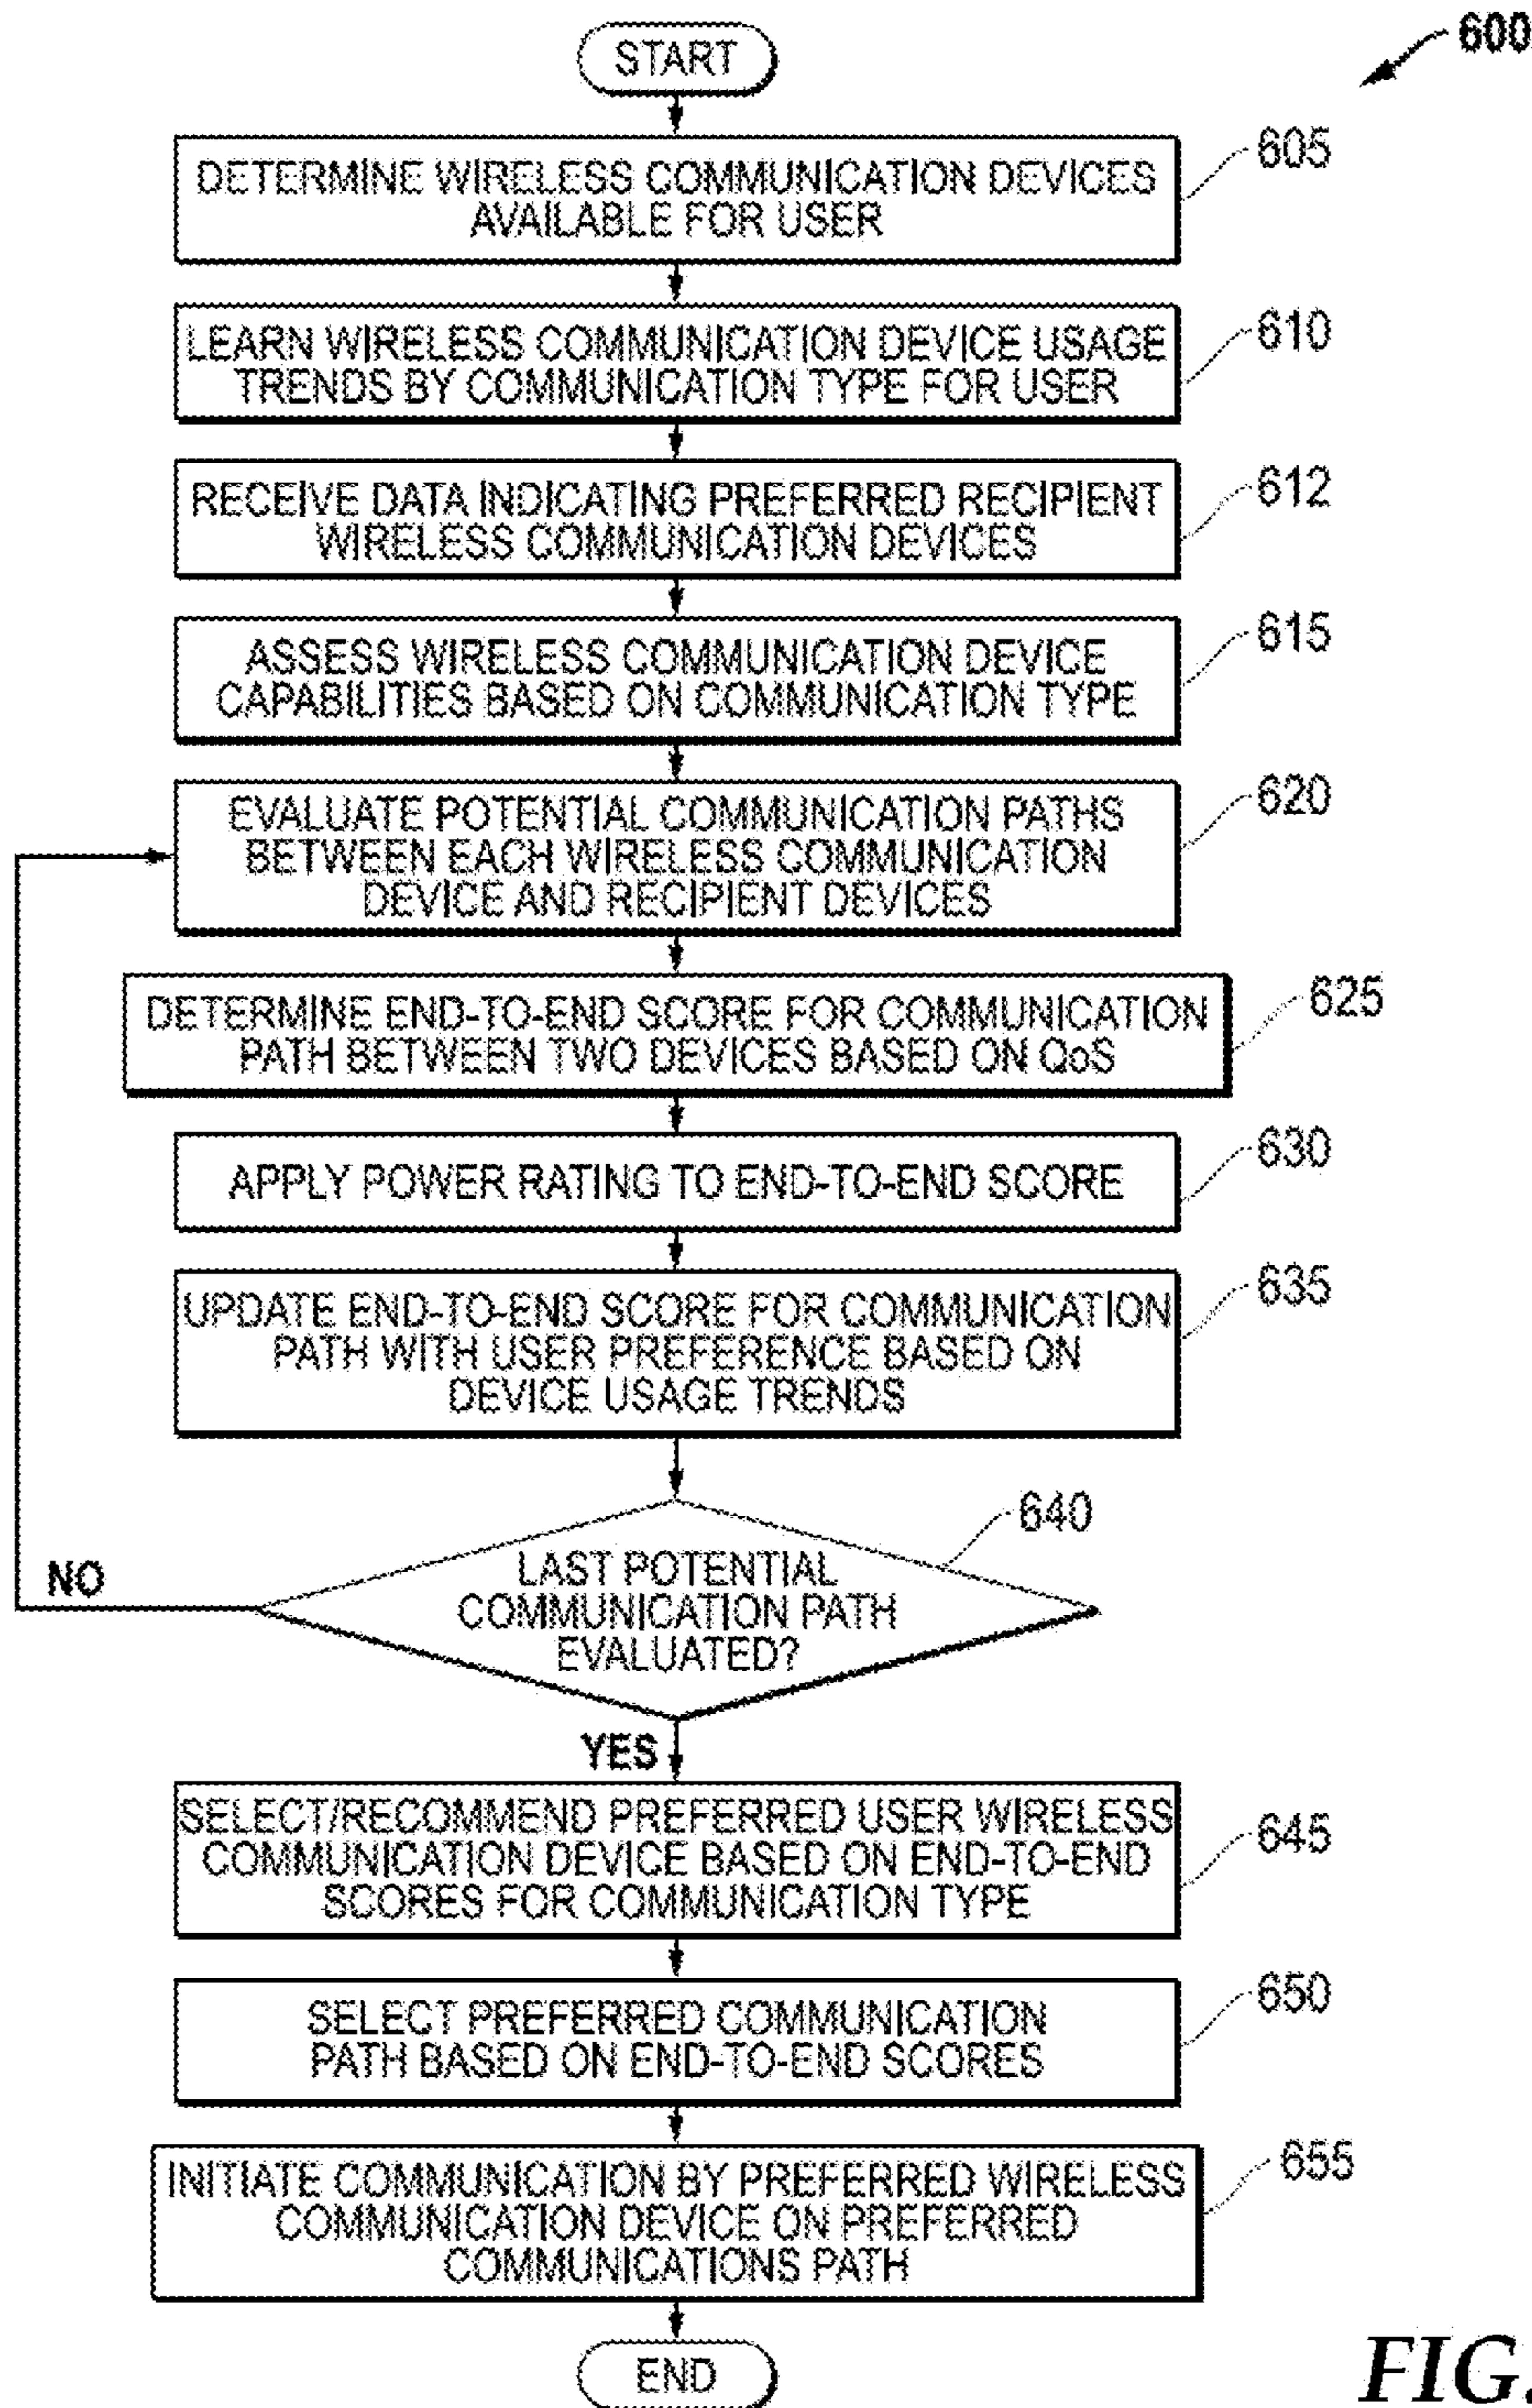 600
START
DETERMINE WIRELESS COMMUNICATION DEVICES
AVAILABLE FOR USER
605
LEARN WIRELESS COMMUNICATION DEVICE USAGE
TRENDS BY COMMUNICATION TYPE FOR USER
610
RECEIVE DATA INDICATING PREFERRED RECIPIENT
WIRELESS COMMUNICATION DEVICES
612
ASSESS WIRELESS COMMUNICATION DEVICE
CAPABILITIES BASED ON COMMUNICATION TYPE
615
EVALUATE POTENTIAL COMMUNICATION PATHS
BETWEEN EACH WIRELESS COMMUNICATION
DEVICE AND RECIPIENT DEVICES
620
DETERMINE END-TO-END SCORE FOR COMMUNICATION
PATH BETWEEN TWO DEVICES BASED ON QoS
625
APPLY POWER RATING TO END-TO-END SCORE
630
UPDATE END-TO-END SCORE FOR COMMUNICATION
PATH WITH USER PREFERENCE BASED ON
DEVICE USAGE TRENDS
635
LAST POTENTIAL
COMMUNICATION PATH
EVALUATED?
640
NO
YES
SELECT/RECOMMEND PREFERRED USER WIRELESS
COMMUNICATION DEVICE BASED ON END-TO-END
SCORES FOR COMMUNICATION TYPE
645
SELECT PREFERRED COMMUNICATION
PATH BASED ON END-TO-END SCORES
650
INITIATE COMMUNICATION BY PREFERRED WIRELESS
COMMUNICATION DEVICE ON PREFERRED
COMMUNICATIONS PATH
655
END
FIG.